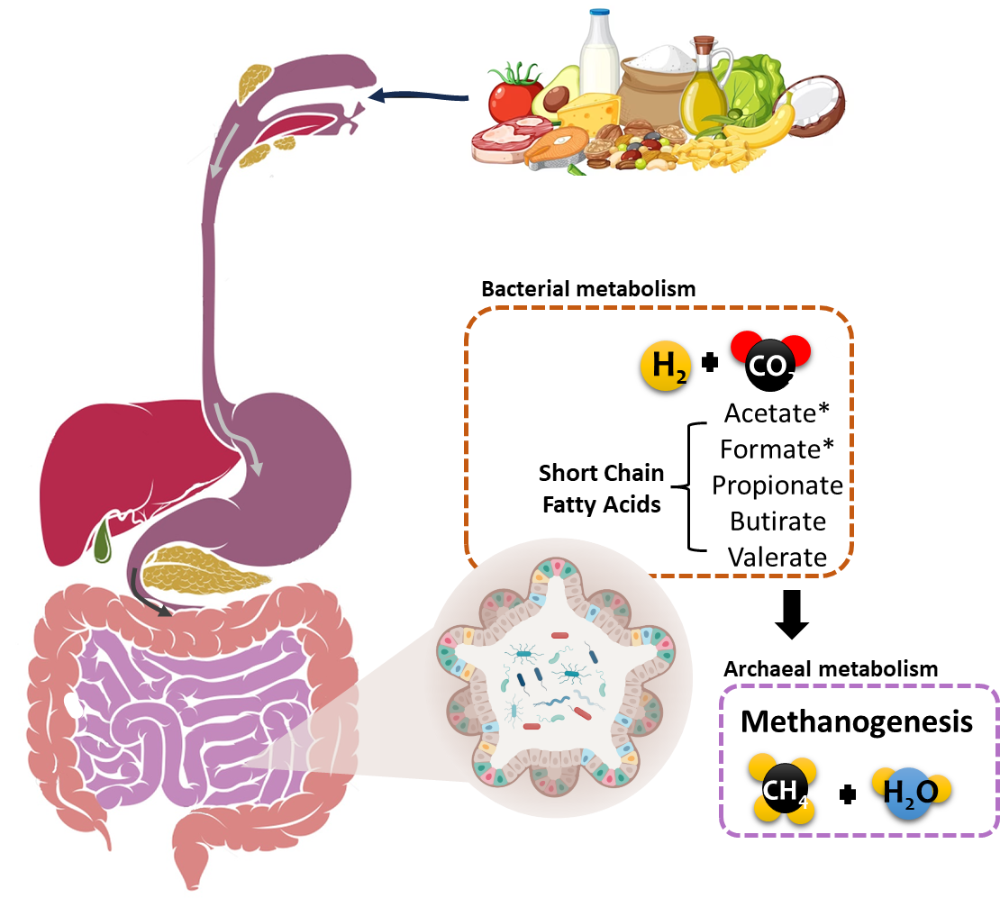 Bacterial metabolism
H₂ + CO₂
Acetate*
Formate*
Short Chain
Fatty Acids
Propionate
Butirate
Valerate
Archaeal metabolism
Methanogenesis
CH₄ + H₂O